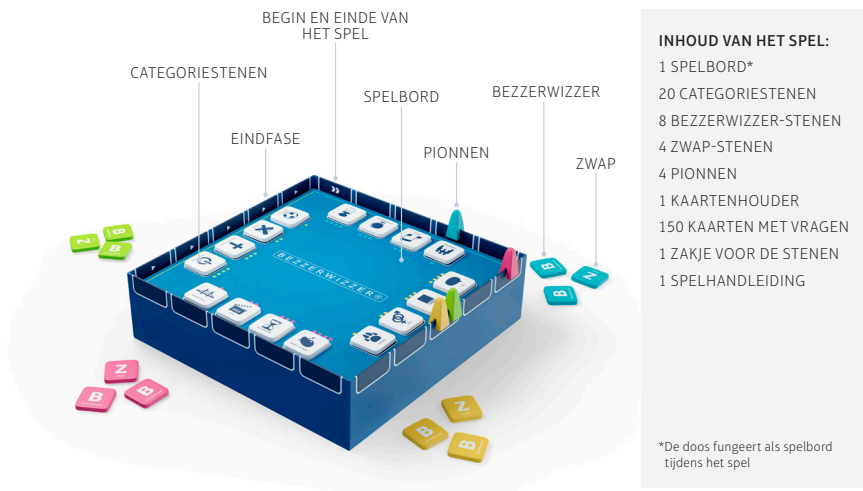 BEGIN EN EINDE VAN
HET SPEL
CATEGORIESTENEN
SPELBORD
BEZZERWIZZER
EINDFASE
PIONNEN
ZWAP
BEZZERWIZZER®
Z
B
B
B
Z
B
Z
B
B
Z
B
B
INHOUD VAN HET SPEL:
1 SPELBORD*
20 CATEGORIESTENEN
8 BEZZERWIZZER-STENEN
4 ZWAP-STENEN
4 PIONNEN
1 KAARTENHOUDER
150 KAARTEN MET VRAGEN
1 ZAKJE VOOR DE STENEN
1 SPELHANDLEIDING
*De doos fungeert als spelbord
tijdens het spel